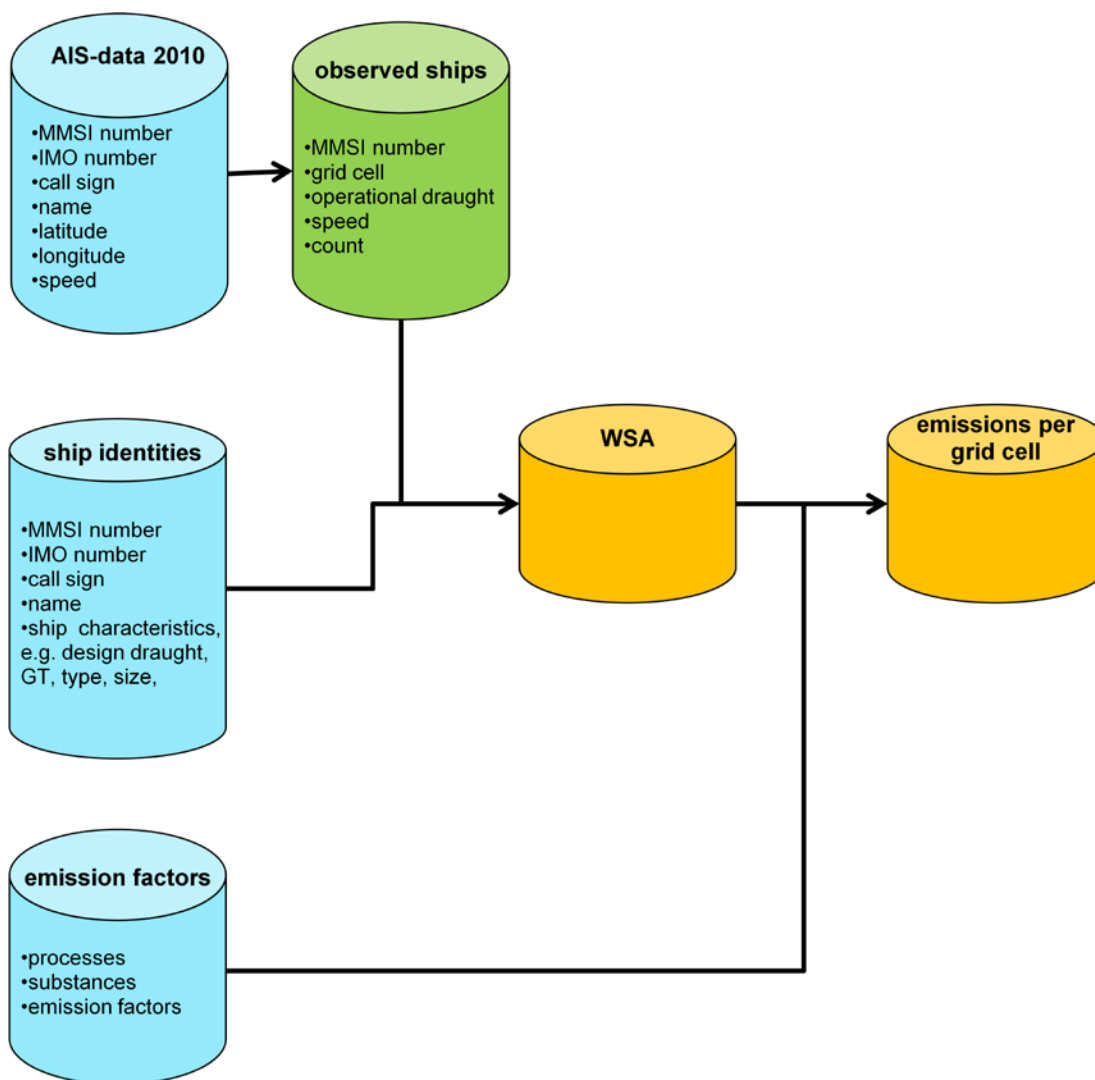 AIS-data 2010
•MMSI number
•IMO number
•call sign
•name
•latitude
•longitude
•speed
observed ships
•MMSI number
•grid cell
•operational draught
•speed
•count
ship identities
•MMSI number
•IMO number
•call sign
•name
•ship characteristics,
e.g. design draught,
GT, type, size,
WSA
emissions per
grid cell
emission factors
•processes
•substances
•emission factors